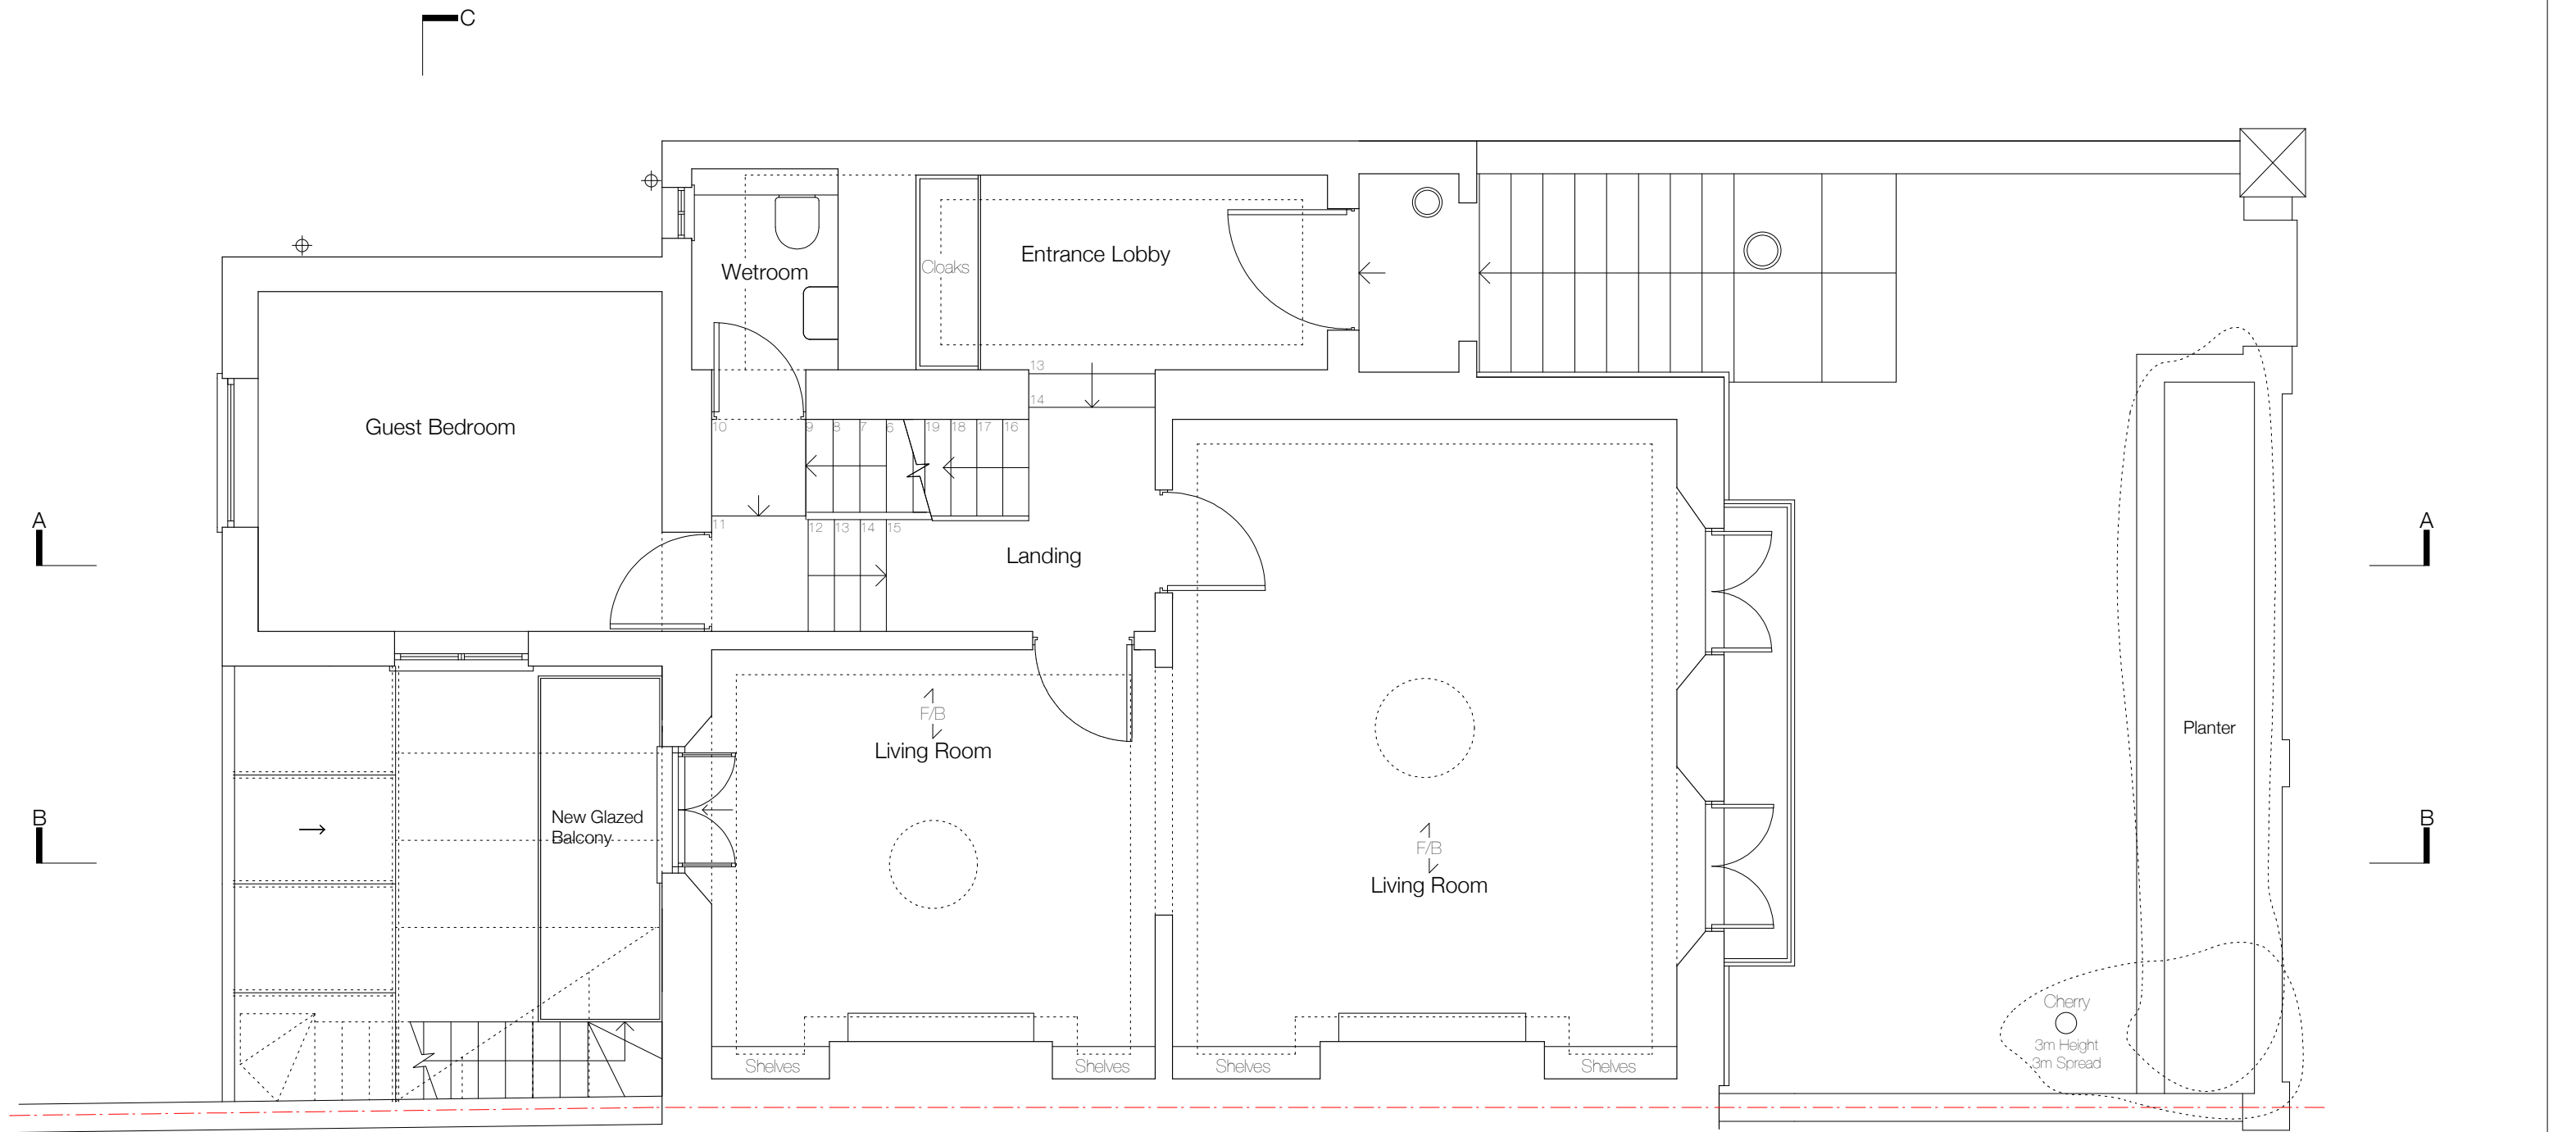 C
Cloaks
Entrance Lobby
Wetroom
13
14
Guest Bedroom
10
9
8
7
6
19
18
17
16
A
A
11
12
13
14
15
Landing
F/B
Living Room
Planter
New Glazed
Balcony
B
B
F/B
Living Room
Cherry
3m Height
3m Spread
Shelves
Shelves
Shelves
Shelves